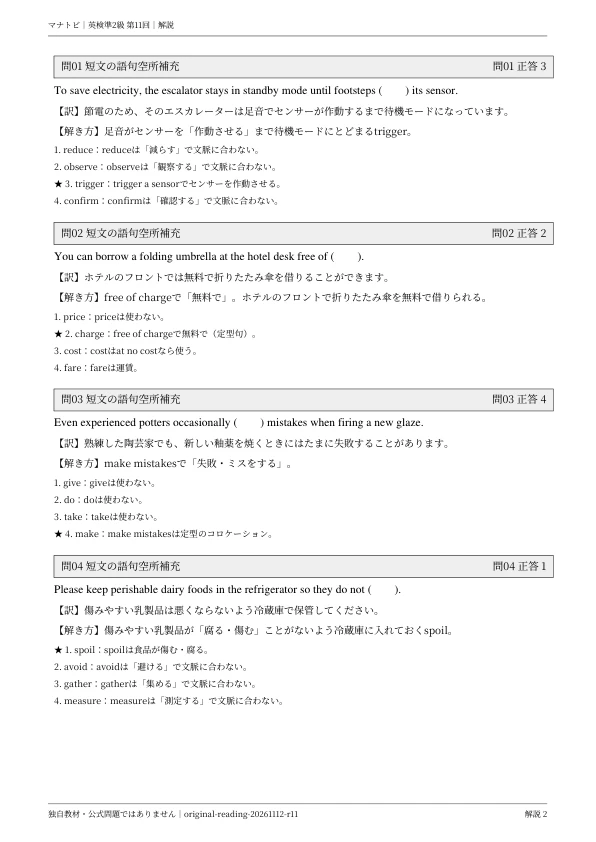 マナトビ｜英検準2級 第11回｜解説
問01 短文の語句空所補充 問01 正答 3
To save electricity, the escalator stays in standby mode until footsteps (　　) its sensor.
【訳】節電のため、そのエスカレーターは足音でセンサーが作動するまで待機モードになっています。
【解き方】足音がセンサーを「作動させる」まで待機モードにとどまるtrigger。
1. reduce：reduceは「減らす」で文脈に合わない。
2. observe：observeは「観察する」で文脈に合わない。
★ 3. trigger：trigger a sensorでセンサーを作動させる。
4. confirm：confirmは「確認する」で文脈に合わない。
問02 短文の語句空所補充 問02 正答 2
You can borrow a folding umbrella at the hotel desk free of (　　).
【訳】ホテルのフロントでは無料で折りたたみ傘を借りることができます。
【解き方】free of chargeで「無料で」。ホテルのフロントで折りたたみ傘を無料で借りられる。
1. price：priceは使わない。
★ 2. charge：free of chargeで無料で（定型句）。
3. cost：costはat no costなら使う。
4. fare：fareは運賃。
問03 短文の語句空所補充 問03 正答 4
Even experienced potters occasionally (　　) mistakes when firing a new glaze.
【訳】熟練した陶芸家でも、新しい釉薬を焼くときにはたまに失敗することがあります。
【解き方】make mistakesで「失敗・ミスをする」。
1. give：giveは使わない。
2. do：doは使わない。
3. take：takeは使わない。
★ 4. make：make mistakesは定型のコロケーション。
問04 短文の語句空所補充 問04 正答 1
Please keep perishable dairy foods in the refrigerator so they do not (　　).
【訳】傷みやすい乳製品は悪くならないよう冷蔵庫で保管してください。
【解き方】傷みやすい乳製品が「腐る・傷む」ことがないよう冷蔵庫に入れておくspoil。
★ 1. spoil：spoilは食品が傷む・腐る。
2. avoid：avoidは「避ける」で文脈に合わない。
3. gather：gatherは「集める」で文脈に合わない。
4. measure：measureは「測定する」で文脈に合わない。
独自教材・公式問題ではありません｜original-reading-20261112-r11 解説 2